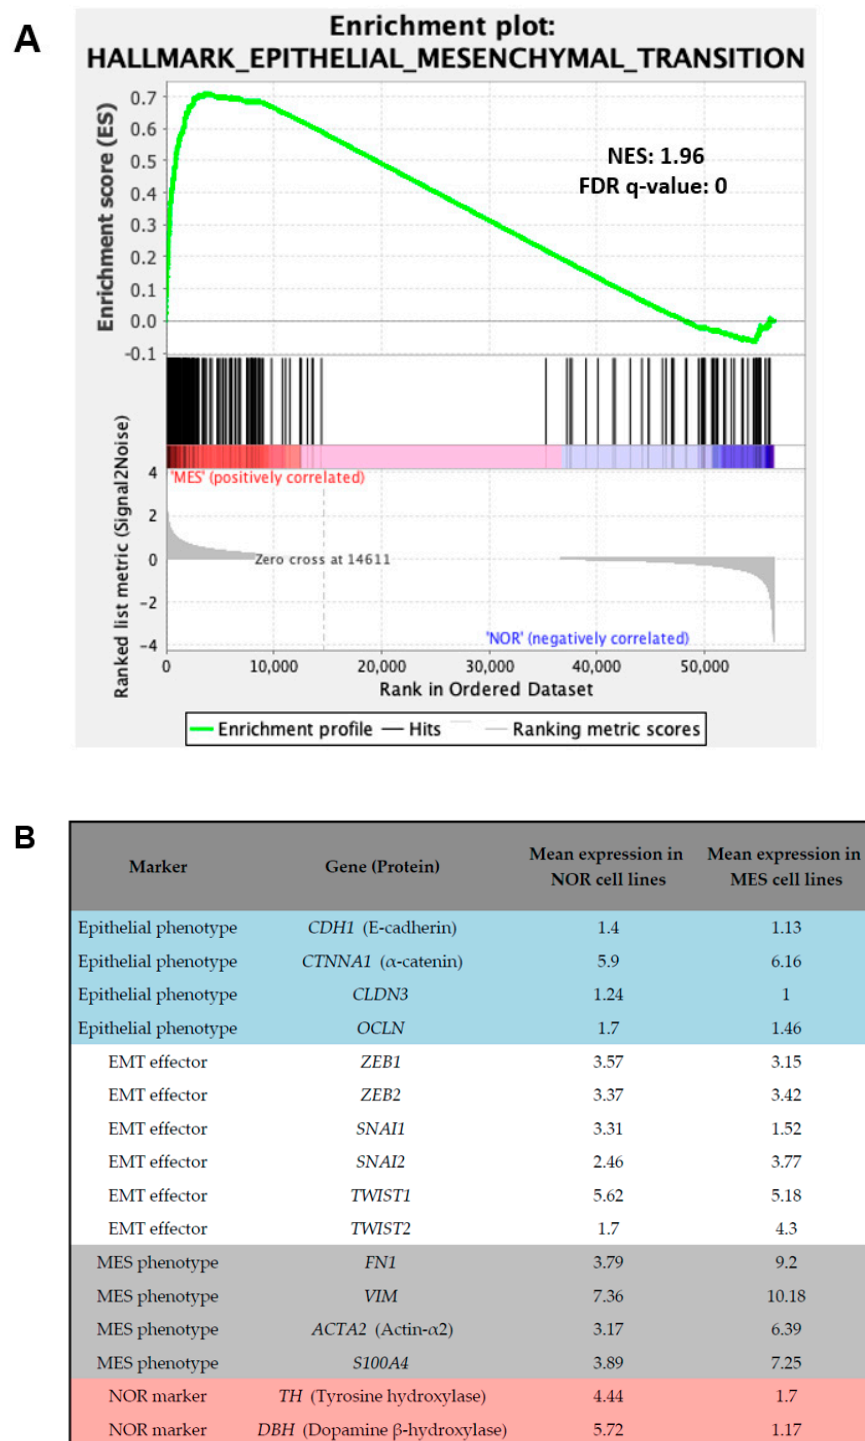 A
Enrichment plot:
HALLMARK_EPITHELIAL_MESENCHYMAL_TRANSITION
Enrichment score (ES)
0.7
0.6
0.5
0.4
0.3
0.2
0.1
0.0
-0.1
NES: 1.96
FDR q-value: 0
Ranked list metric (Signal2Noise)
4
2
0
-2
-4
'MES' (positively correlated)
Zero cross at 14611
'NOR' (negatively correlated)
0 10,000 20,000 30,000 40,000 50,000
Rank in Ordered Dataset
Enrichment profile Hits Ranking metric scores
B
Marker Gene (Protein) Mean expression in NOR cell lines Mean expression in MES cell lines
Epithelial phenotype CDH1 (E-cadherin) 1.4 1.13
Epithelial phenotype CTNNA1 (α-catenin) 5.9 6.16
Epithelial phenotype CLDN3 1.24 1
Epithelial phenotype OCLN 1.7 1.46
EMT effector ZEB1 3.57 3.15
EMT effector ZEB2 3.37 3.42
EMT effector SNAI1 3.31 1.52
EMT effector SNAI2 2.46 3.77
EMT effector TWIST1 5.62 5.18
EMT effector TWIST2 1.7 4.3
MES phenotype FN1 3.79 9.2
MES phenotype VIM 7.36 10.18
MES phenotype ACTA2 (Actin-α2) 3.17 6.39
MES phenotype S100A4 3.89 7.25
NOR marker TH (Tyrosine hydroxylase) 4.44 1.7
NOR marker DBH (Dopamine β-hydroxylase) 5.72 1.17